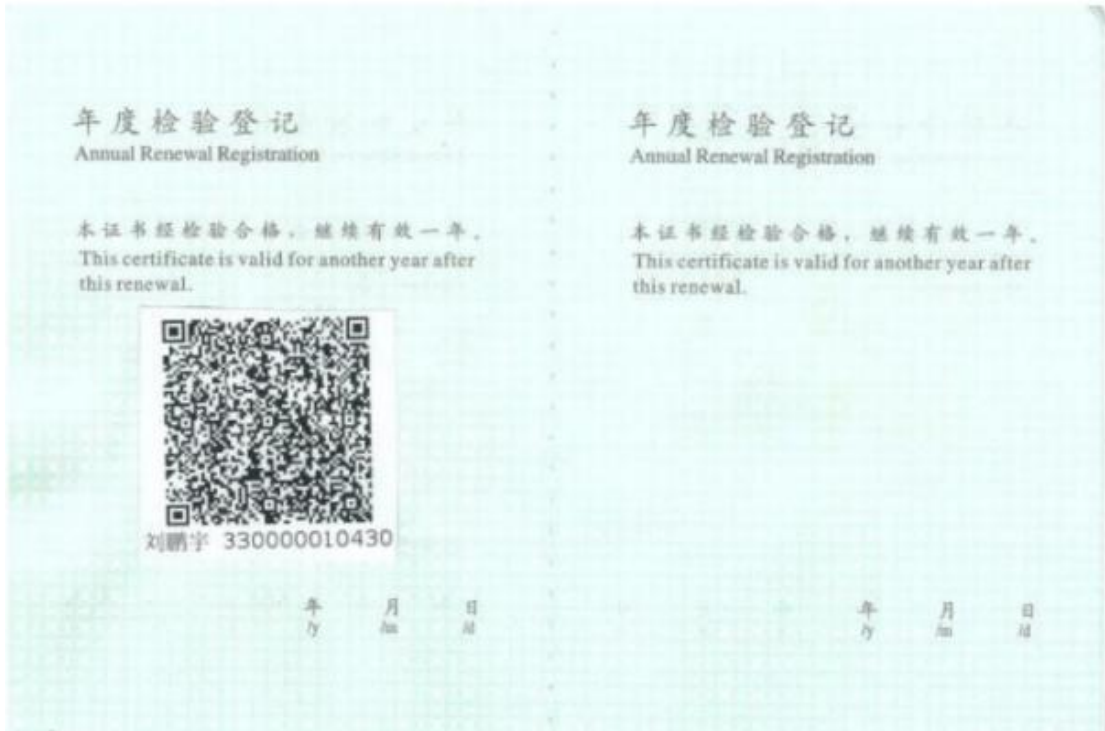 年度检验登记
Annual Renewal Registration
本证书经检验合格，继续有效一年。
This certificate is valid for another year after
this renewal.
刘鹏宇 330000010430
年 月 日
/y /m /d
年度检验登记
Annual Renewal Registration
本证书经检验合格，继续有效一年。
This certificate is valid for another year after
this renewal.
年 月 日
/y /m /d